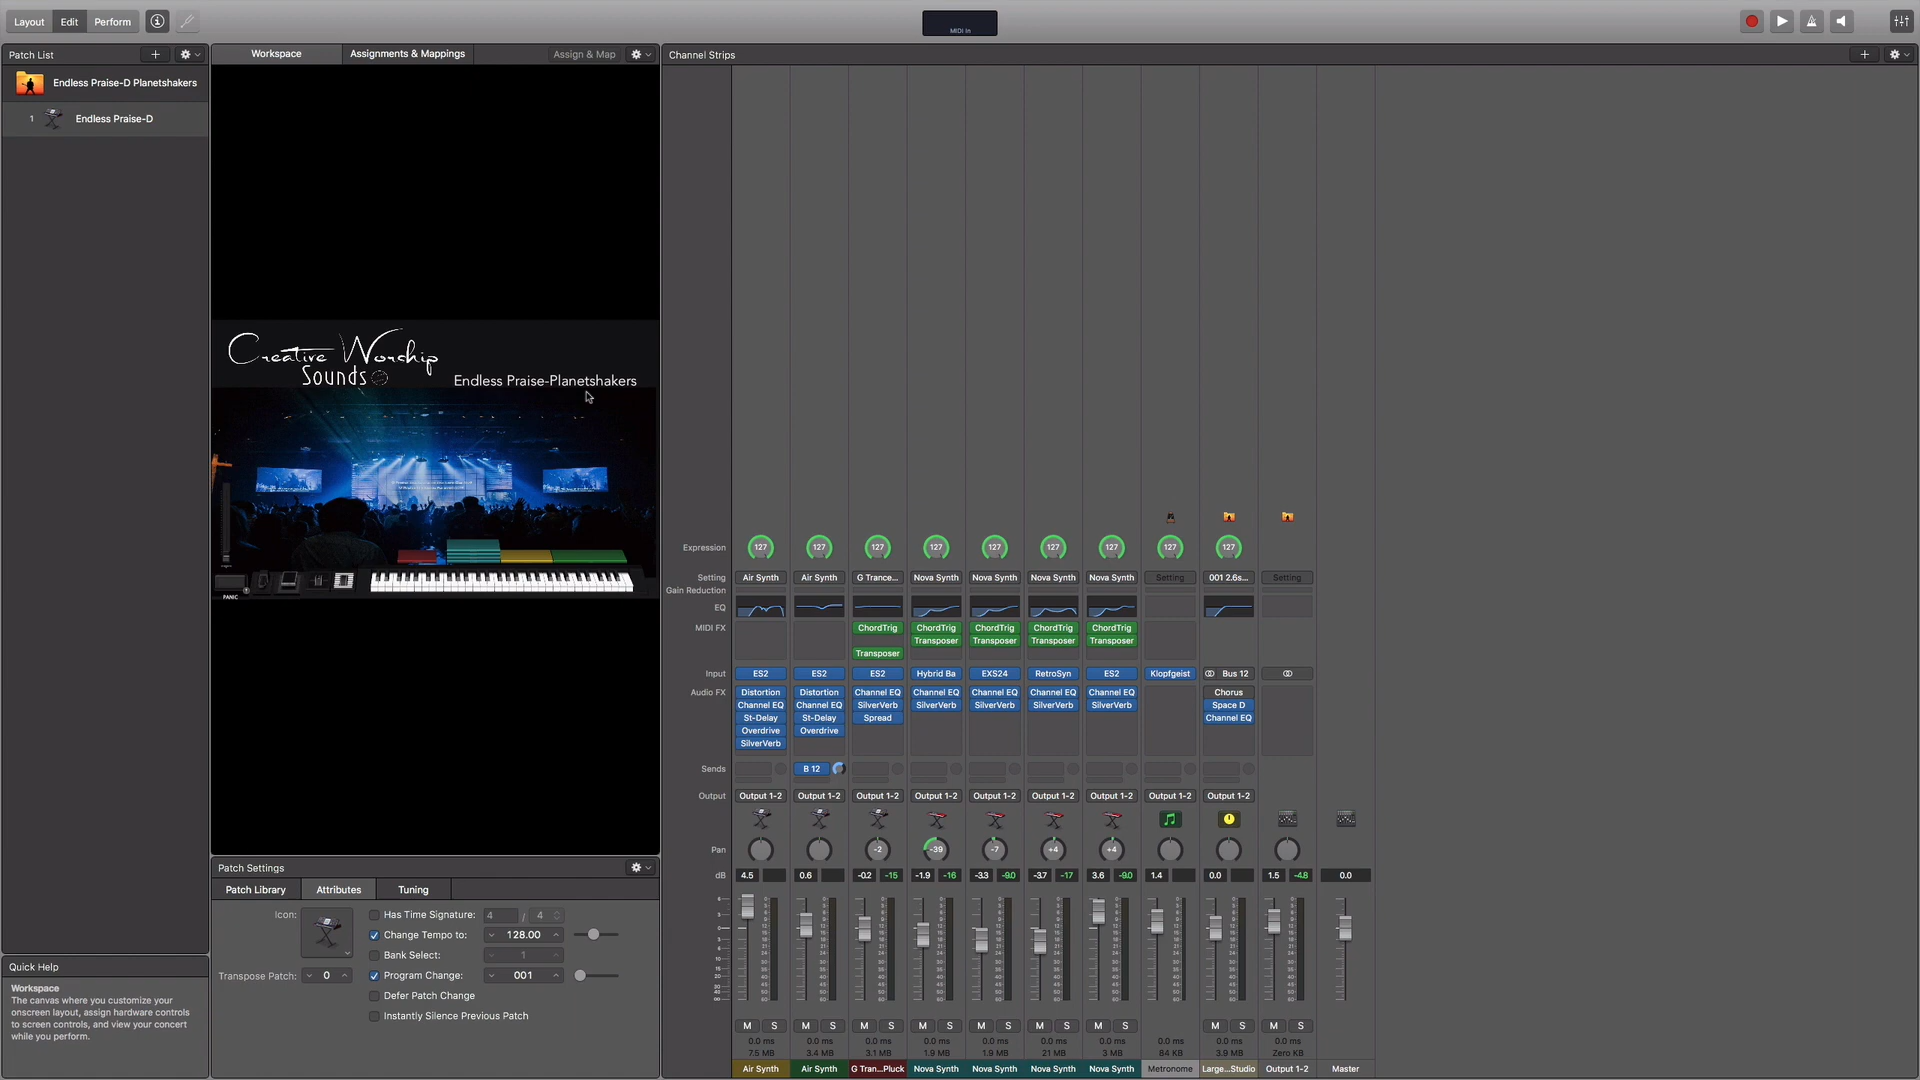 Layout Edit Perform
MIDI In
Patch List
Workspace Assignments & Mappings Assign & Map
Channel Strips
Endless Praise-D Planetshakers
1 Endless Praise-D
Creative Worship
Sounds
Endless Praise-Planetshakers
PANIC
Expression 127 127 127 127 127 127 127 127 127
Setting Air Synth Air Synth G Trance... Nova Synth Nova Synth Nova Synth Nova Synth Setting 001 2.6s... Setting
Gain Reduction
EQ
MIDI FX ChordTrig ChordTrig ChordTrig ChordTrig ChordTrig
Transposer Transposer Transposer Transposer
Transposer
Input ES2 ES2 ES2 Hybrid Ba EXS24 RetroSyn ES2 Klopfgeist Bus 12
Audio FX Distortion Distortion Channel EQ Channel EQ Channel EQ Channel EQ Channel EQ Chorus
Channel EQ Channel EQ SilverVerb SilverVerb SilverVerb SilverVerb SilverVerb Space D
St-Delay St-Delay Spread Channel EQ
Overdrive Overdrive
SilverVerb
Sends B 12
Output Output 1-2 Output 1-2 Output 1-2 Output 1-2 Output 1-2 Output 1-2 Output 1-2 Output 1-2 Output 1-2
Pan -2 -39 -7 +4 +4
dB 4.5 0.6 -0.2 -15 -1.9 -16 -3.3 -9.0 -3.7 -17 3.6 -9.0 1.4 0.0 1.5 -4.8 0.0
M S M S M S M S M S M S M S M S M S
0.0 ms 0.0 ms 0.0 ms 0.0 ms 0.0 ms 0.0 ms 0.0 ms 0.0 ms 0.0 ms 0.0 ms
7.5 MB 3.4 MB 3.1 MB 1.9 MB 1.9 MB 21 MB 3 MB 84 KB 3.9 MB Zero KB
Air Synth Air Synth G Tran...Pluck Nova Synth Nova Synth Nova Synth Nova Synth Metronome Large...Studio Output 1-2 Master
Patch Settings
Patch Library Attributes Tuning
Icon:
Has Time Signature: 4 / 4
Change Tempo to: 128.00
Bank Select: 1
Transpose Patch: 0
Program Change: 001
Defer Patch Change
Instantly Silence Previous Patch
Quick Help
Workspace
The canvas where you customize your
onscreen layout, assign hardware controls
to screen controls, and view your concert
while you perform.